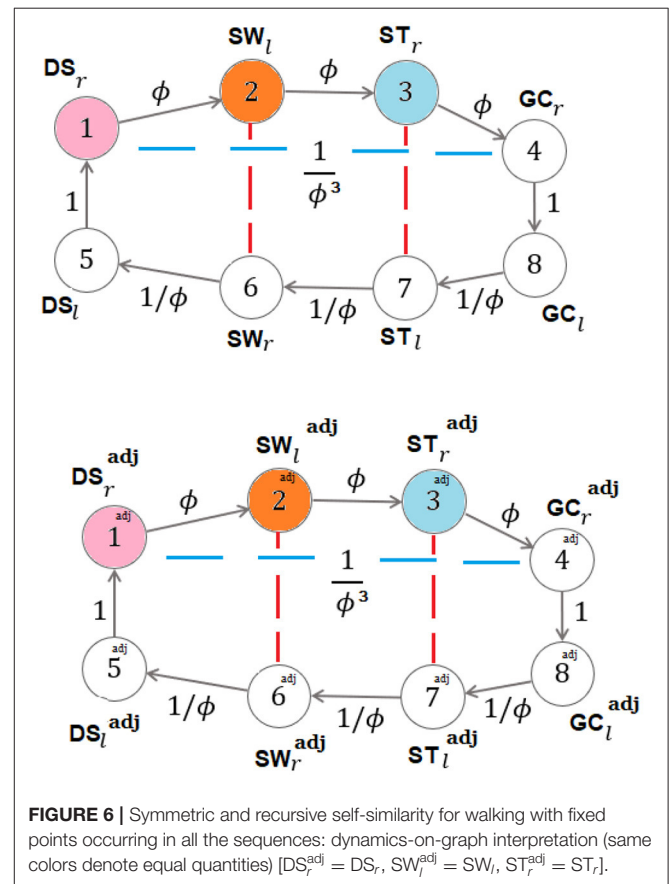 SW_l
ST_r
DS_r
ϕ
ϕ
2
3
ϕ
GC_r
1
4
1/ϕ³
1
1
5
6
7
8
DS_l
1/ϕ
1/ϕ
1/ϕ
GC_l
SW_r
ST_l
SW_l^adj
ST_r^adj
DS_r^adj
ϕ
ϕ
2^adj
3^adj
ϕ
GC_r^adj
1^adj
4^adj
1/ϕ³
1
1
5^adj
6^adj
7^adj
8^adj
DS_l^adj
1/ϕ
1/ϕ
1/ϕ
GC_l^adj
SW_r^adj
ST_l^adj
FIGURE 6 | Symmetric and recursive self-similarity for walking with fixed
points occurring in all the sequences: dynamics-on-graph interpretation (same
colors denote equal quantities) [DS_r^adj = DS_r, SW_l^adj = SW_l, ST_r^adj = ST_r].